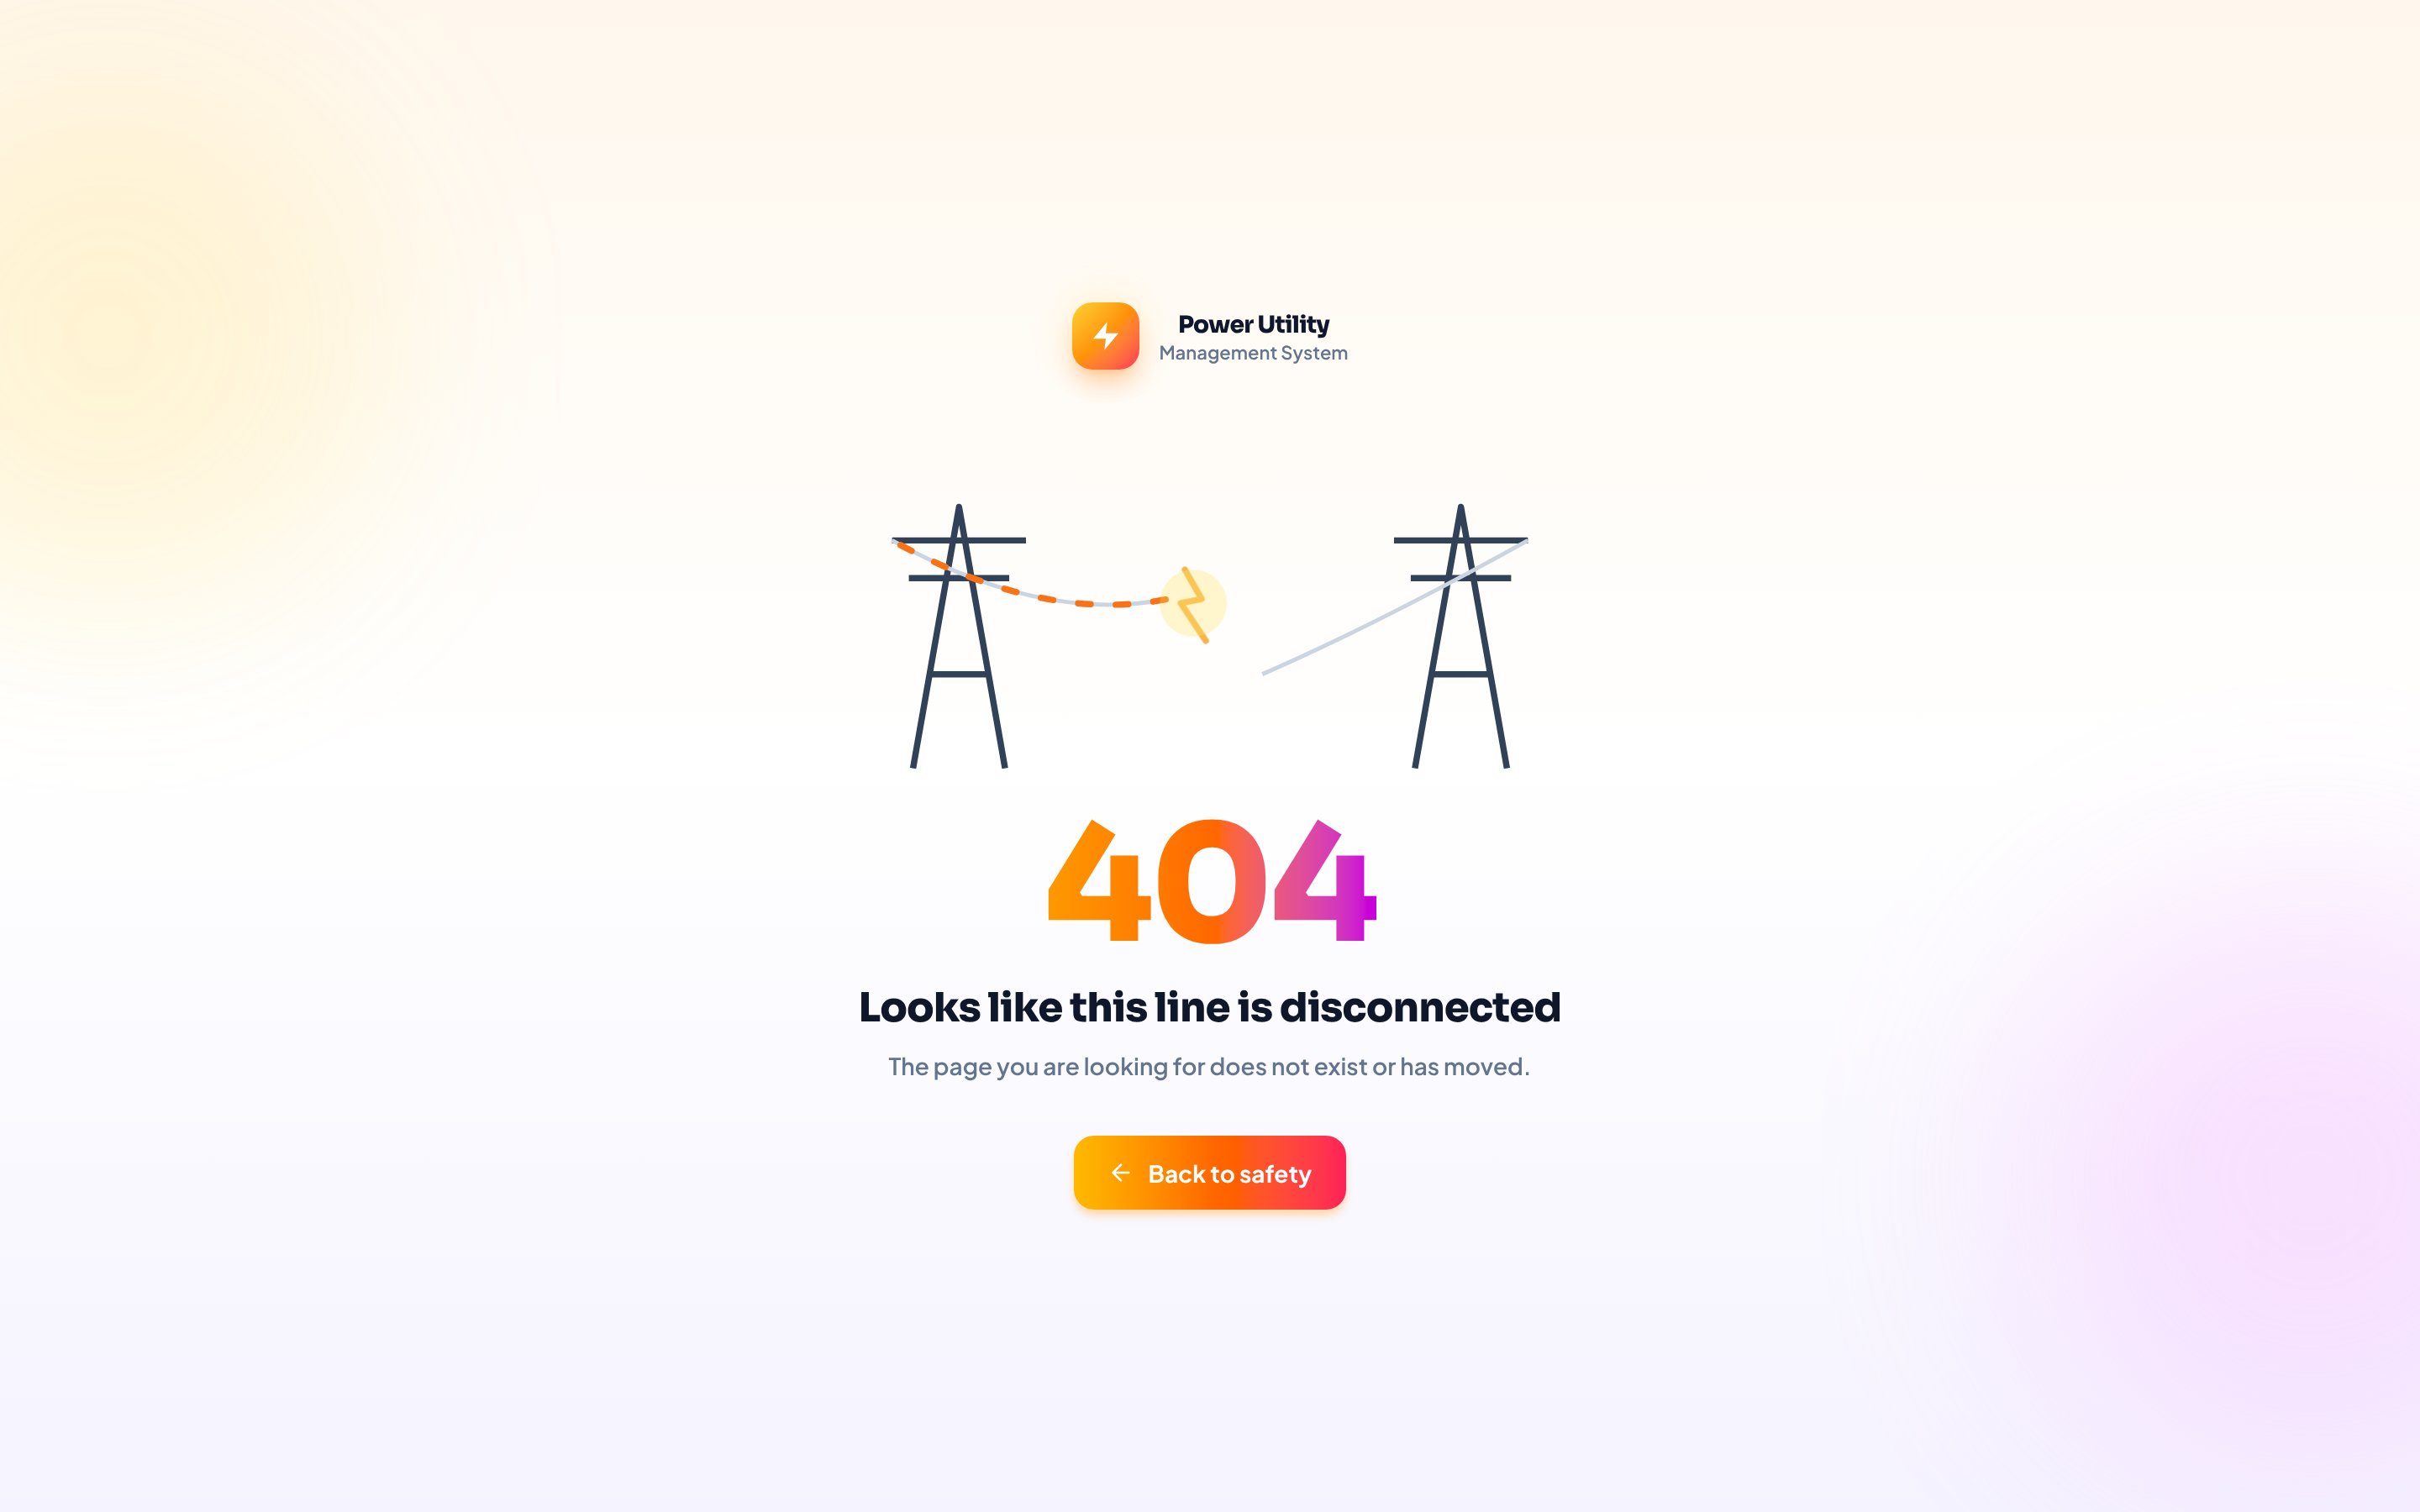 Power Utility
Management System
404
Looks like this line is disconnected
The page you are looking for does not exist or has moved.
Back to safety